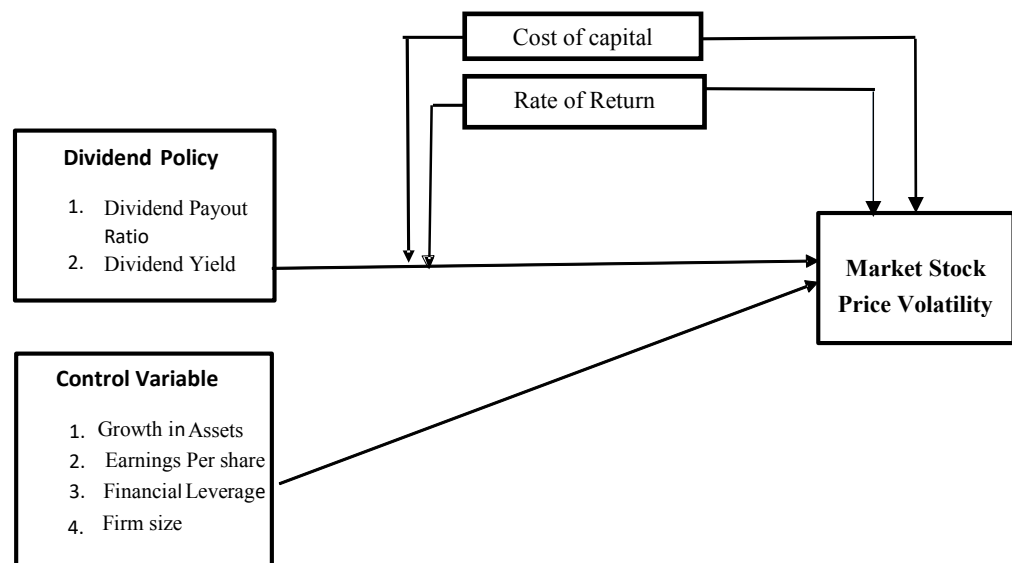 Cost of capital
Rate of Return
Dividend Policy
1. Dividend Payout
Ratio
2. Dividend Yield
Market Stock
Price Volatility
Control Variable
1. Growth in Assets
2. Earnings Per share
3. Financial Leverage
4. Firm size